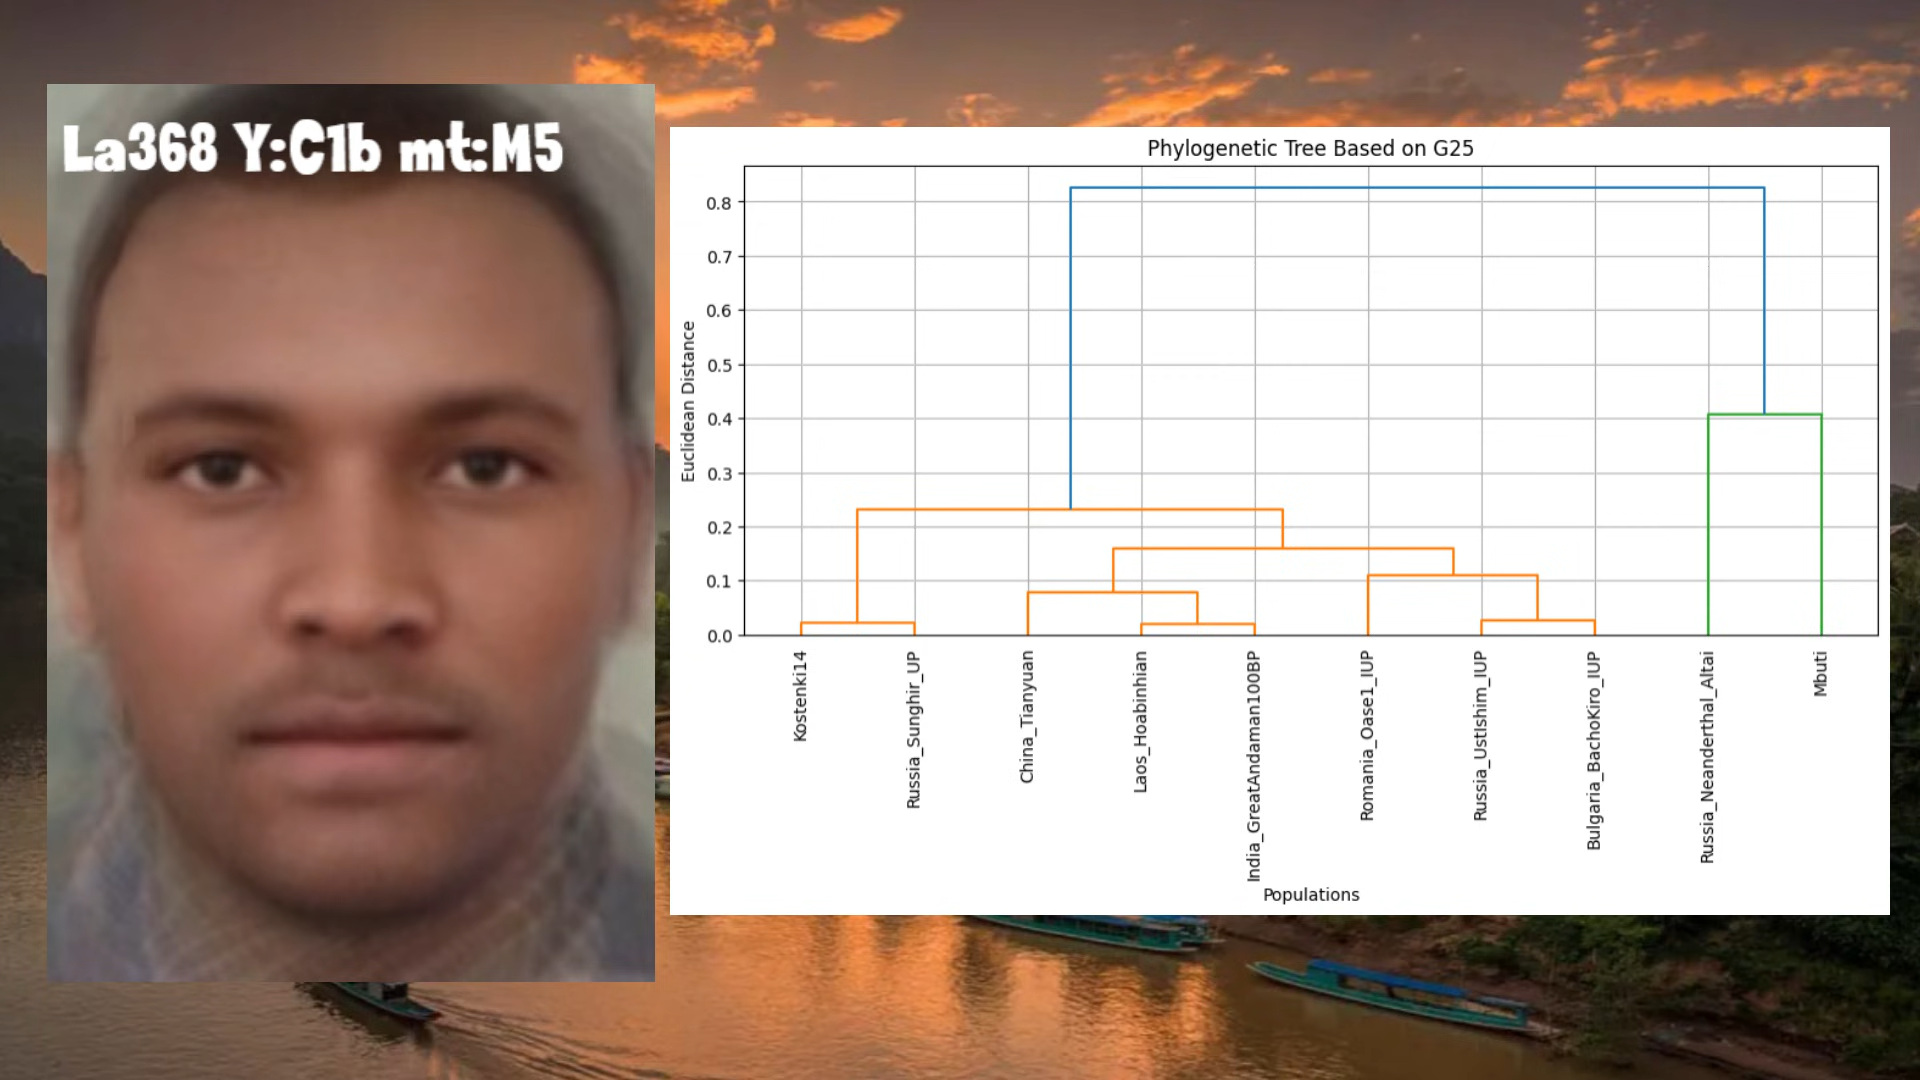 La368 Y:C1b mt:M5
Phylogenetic Tree Based on G25
Euclidean Distance
0.8
0.7
0.6
0.5
0.4
0.3
0.2
0.1
0.0
Kostenki14
Russia_Sunghir_UP
China_Tianyuan
Laos_Hoabinhian
India_GreatAndaman100BP
Romania_Oase1_IUP
Russia_UstIshim_IUP
Bulgaria_BachoKiro_IUP
Russia_Neanderthal_Altai
Mbuti
Populations